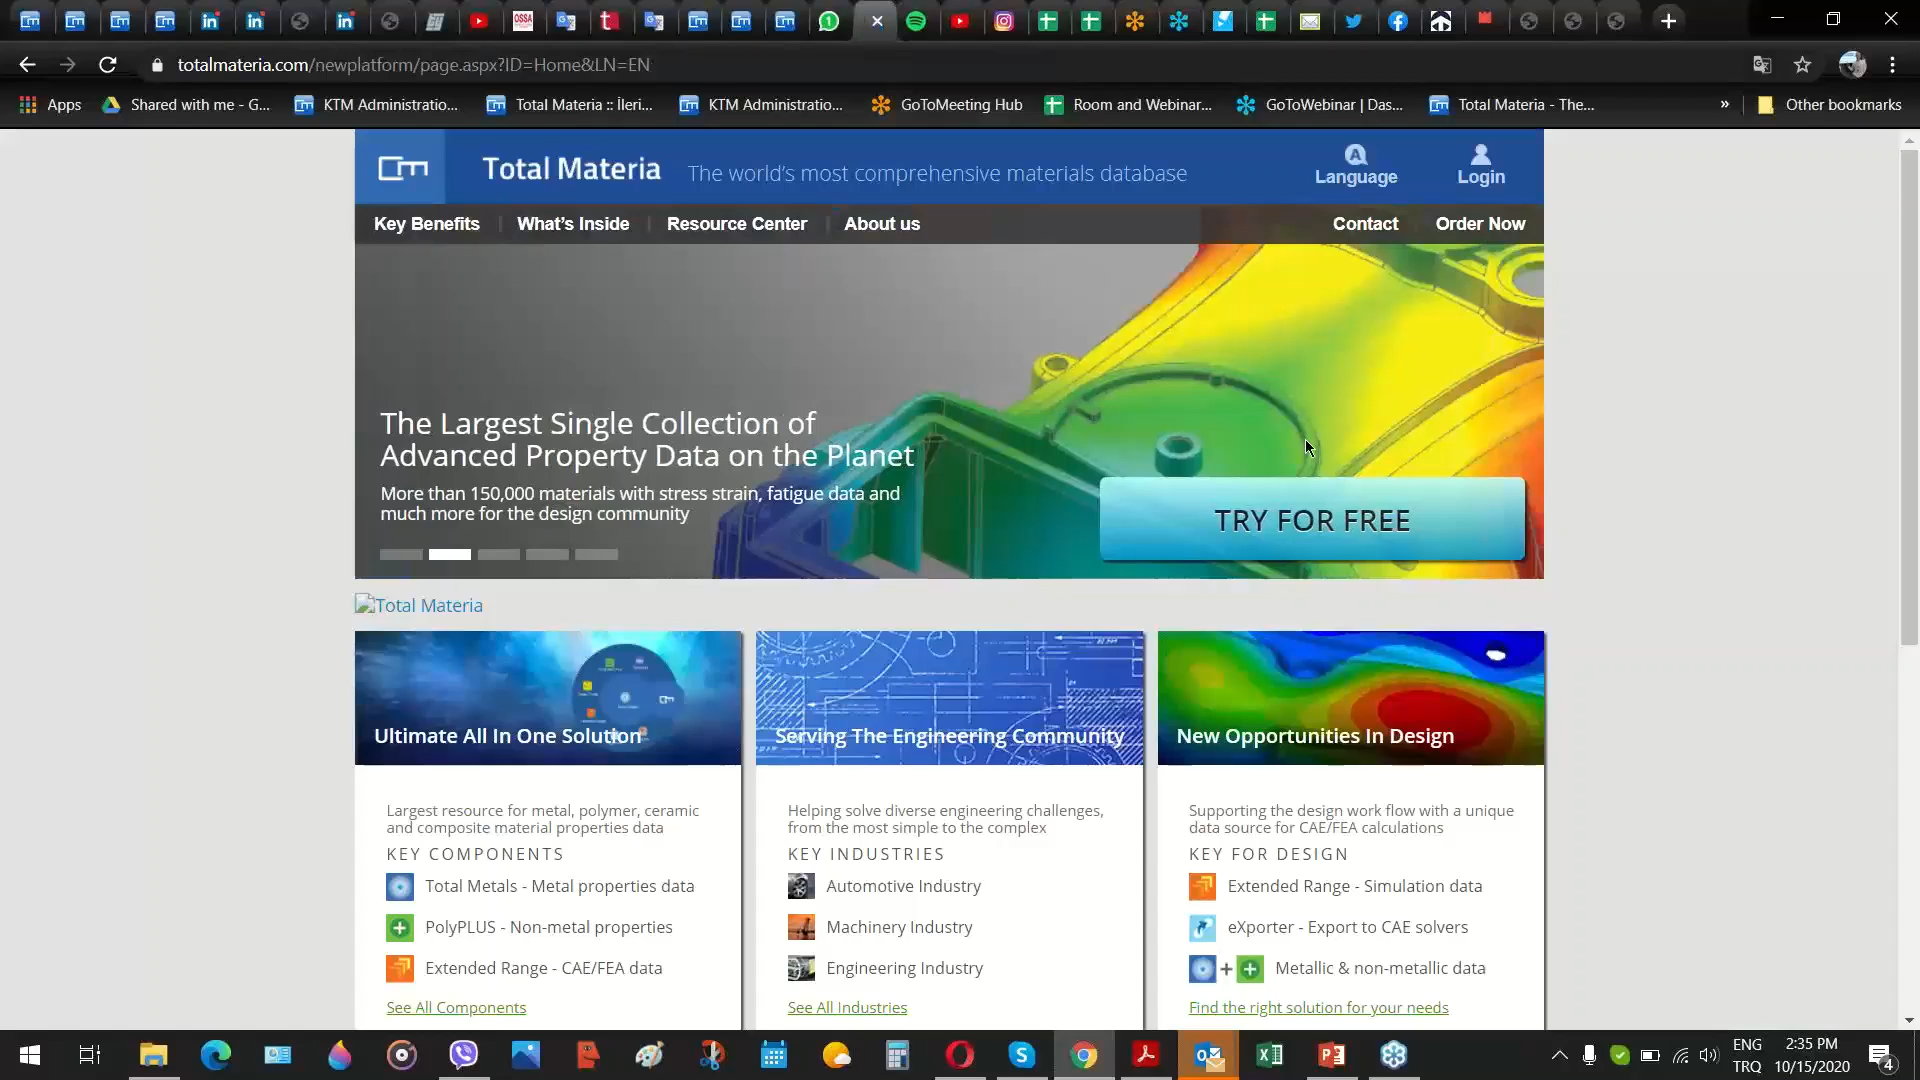 totalmateria.com/newplatform/page.aspx?ID=Home&LN=EN
Apps
Shared with me - G...
KTM Administratio...
Total Materia :: İleri...
KTM Administratio...
GoToMeeting Hub
Room and Webinar...
GoToWebinar | Das...
Total Materia - The...
»
Other bookmarks
Total Materia
The world's most comprehensive materials database
Language
Login
Key Benefits
What's Inside
Resource Center
About us
Contact
Order Now
The Largest Single Collection of
Advanced Property Data on the Planet
More than 150,000 materials with stress strain, fatigue data and
much more for the design community
TRY FOR FREE
Total Materia
Ultimate All In One Solution
Largest resource for metal, polymer, ceramic
and composite material properties data
KEY COMPONENTS
Total Metals - Metal properties data
PolyPLUS - Non-metal properties
Extended Range - CAE/FEA data
See All Components
Serving The Engineering Community
Helping solve diverse engineering challenges,
from the most simple to the complex
KEY INDUSTRIES
Automotive Industry
Machinery Industry
Engineering Industry
See All Industries
New Opportunities In Design
Supporting the design work flow with a unique
data source for CAE/FEA calculations
KEY FOR DESIGN
Extended Range - Simulation data
eXporter - Export to CAE solvers
+
Metallic & non-metallic data
Find the right solution for your needs
ENG
TRQ
2:35 PM
10/15/2020
4